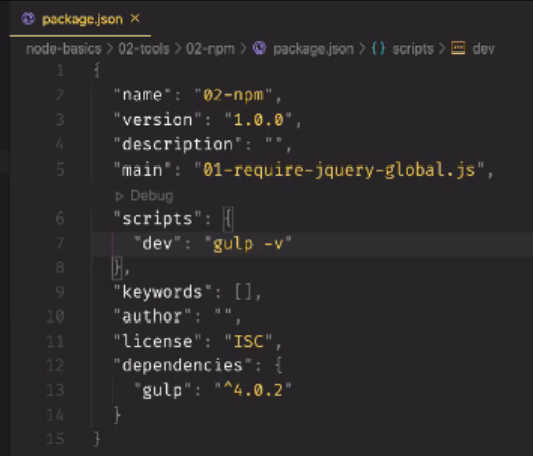 package.json ×
node-basics > 02-tools > 02-npm > package.json > {} scripts > dev
1 {
2 "name": "02-npm",
3 "version": "1.0.0",
4 "description": "",
5 "main": "01-require-jquery-global.js",
Debug
6 "scripts": {
7 "dev": "gulp -v"
8 },
9 "keywords": [],
10 "author": "",
11 "license": "ISC",
12 "dependencies": {
13 "gulp": "^4.0.2"
14 }
15 }